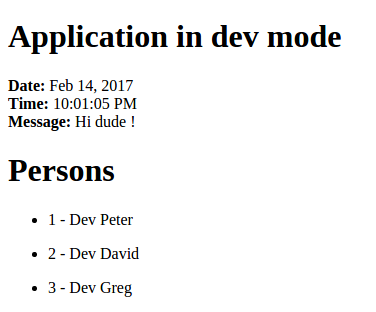 Application in dev mode
Date: Feb 14, 2017
Time: 10:01:05 PM
Message: Hi dude !
Persons
• 1 - Dev Peter
• 2 - Dev David
• 3 - Dev Greg